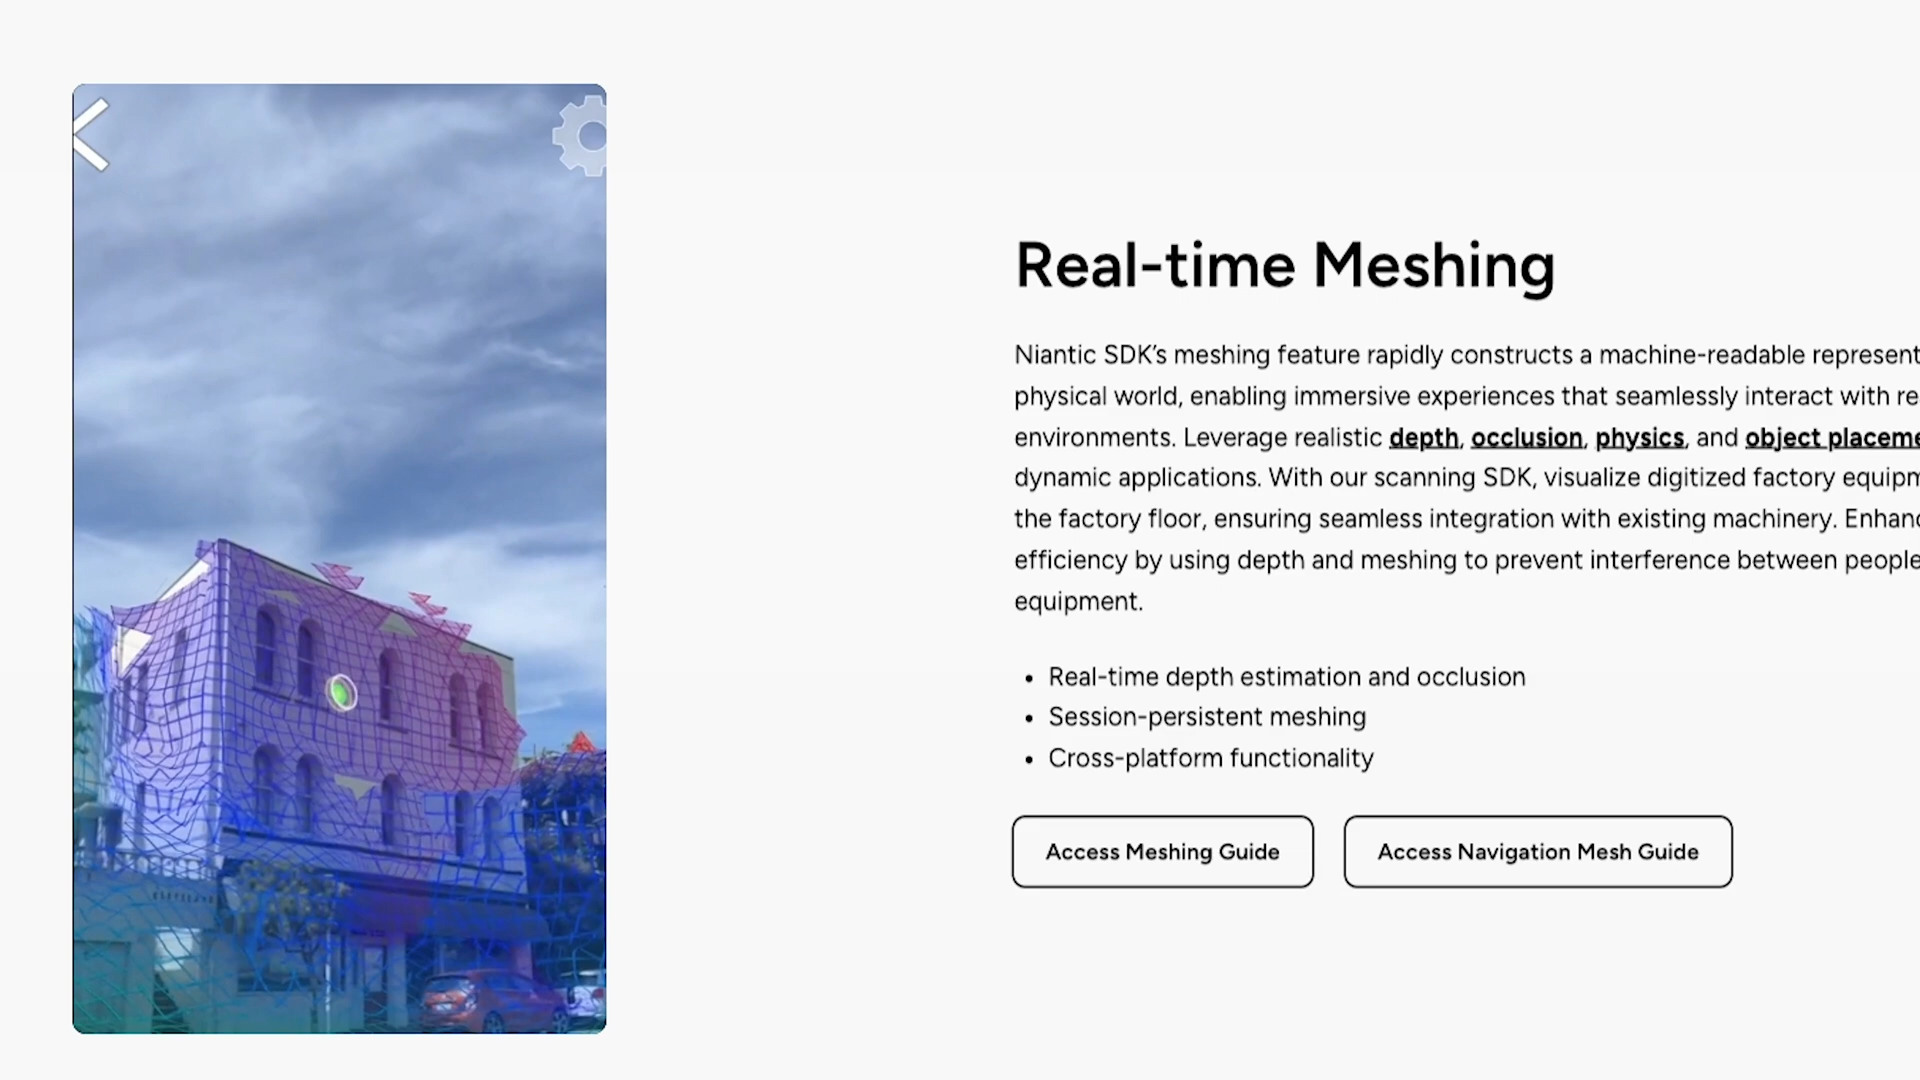 Real-time Meshing
Niantic SDK’s meshing feature rapidly constructs a machine-readable represent
physical world, enabling immersive experiences that seamlessly interact with re
environments. Leverage realistic depth, occlusion, physics, and object placeme
dynamic applications. With our scanning SDK, visualize digitized factory equipm
the factory floor, ensuring seamless integration with existing machinery. Enhanc
efficiency by using depth and meshing to prevent interference between people
equipment.
• Real-time depth estimation and occlusion
• Session-persistent meshing
• Cross-platform functionality
Access Meshing Guide
Access Navigation Mesh Guide